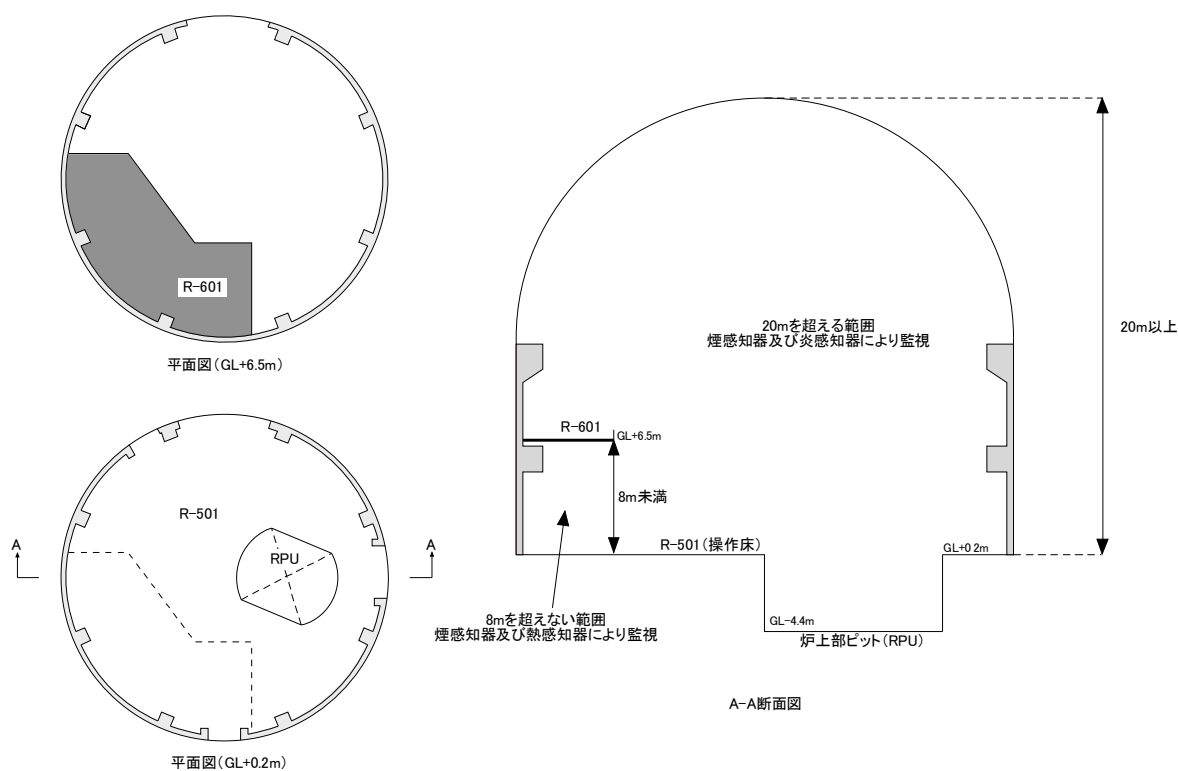 R-601
平面図(GL+6.5m)
R-501
RPU
A
A
平面図(GL+0.2m)
20mを超える範囲
煙感知器及び炎感知器により監視
20m以上
R-601
GL+6.5m
8m未満
R-501(操作床)
GL+0 2m
8mを超えない範囲
煙感知器及び熱感知器により監視
GL-4.4m
炉上部ピット(RPU)
A-A断面図